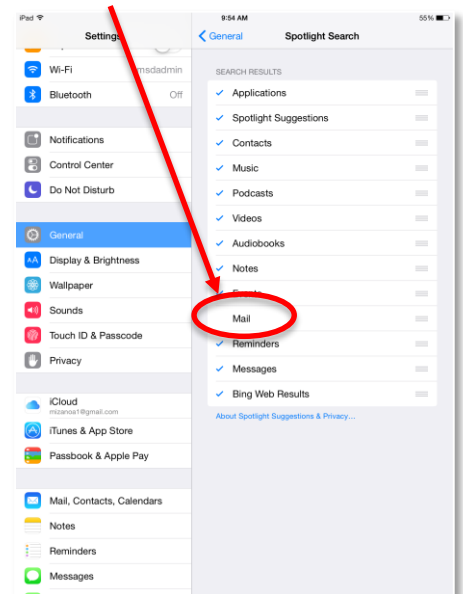 iPad 9:54 AM 55%
Settings
General Spotlight Search
Wi-Fi msdadmin
Bluetooth Off
Notifications
Control Center
Do Not Disturb
General
Display & Brightness
Wallpaper
Sounds
Touch ID & Passcode
Privacy
iCloud
mizanoa1@gmail.com
iTunes & App Store
Passbook & Apple Pay
Mail, Contacts, Calendars
Notes
Reminders
Messages
SEARCH RESULTS
Applications
Spotlight Suggestions
Contacts
Music
Podcasts
Videos
Audiobooks
Notes
Events
Mail
Reminders
Messages
Bing Web Results
About Spotlight Suggestions & Privacy...